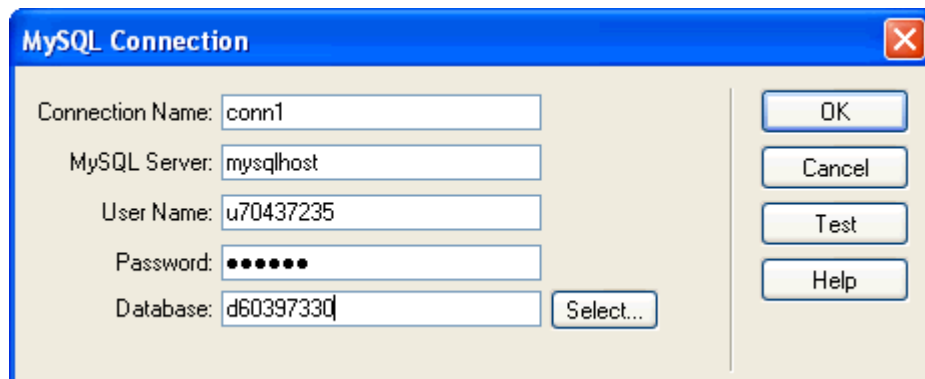 MySQL Connection
Connection Name: conn1
OK
MySQL Server: mysqlhost
Cancel
User Name: u70437235
Test
Password: ●●●●●●
Help
Database: d60397330
Select...